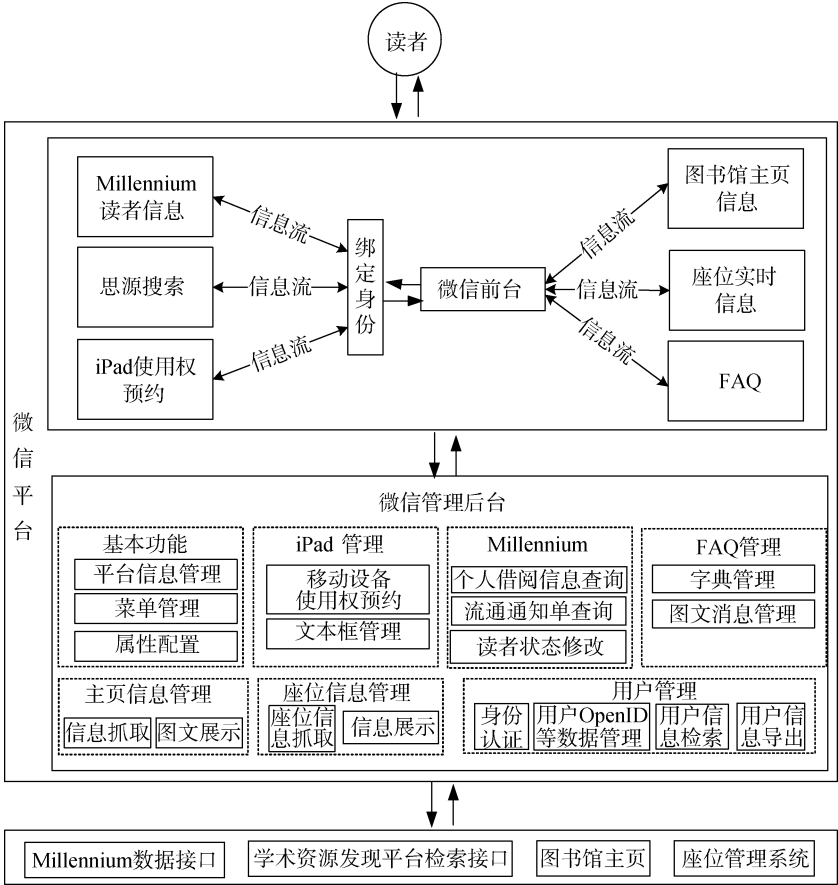 读者
Millennium
读者信息
信息流
图书馆主页
信息
信息流
思源搜索
信息流
绑定身份
微信前台
信息流
座位实时
信息
iPad使用权
预约
信息流
信息流
FAQ
微信平台
微信管理后台
基本功能
平台信息管理
菜单管理
属性配置
iPad 管理
移动设备
使用权预约
文本框管理
Millennium
个人借阅信息查询
流通通知单查询
读者状态修改
FAQ管理
字典管理
图文消息管理
主页信息管理
信息抓取
图文展示
座位信息管理
座位信
息抓取
信息展示
用户管理
身份
认证
用户OpenID
等数据管理
用户信
息检索
用户信
息导出
Millennium数据接口
学术资源发现平台检索接口
图书馆主页
座位管理系统